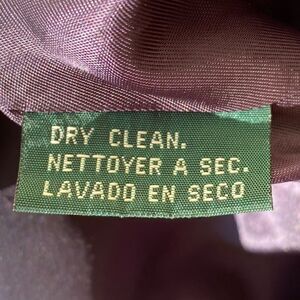 DRY CLEAN.
NETTOYER A SEC.
LAVADO EN SECO